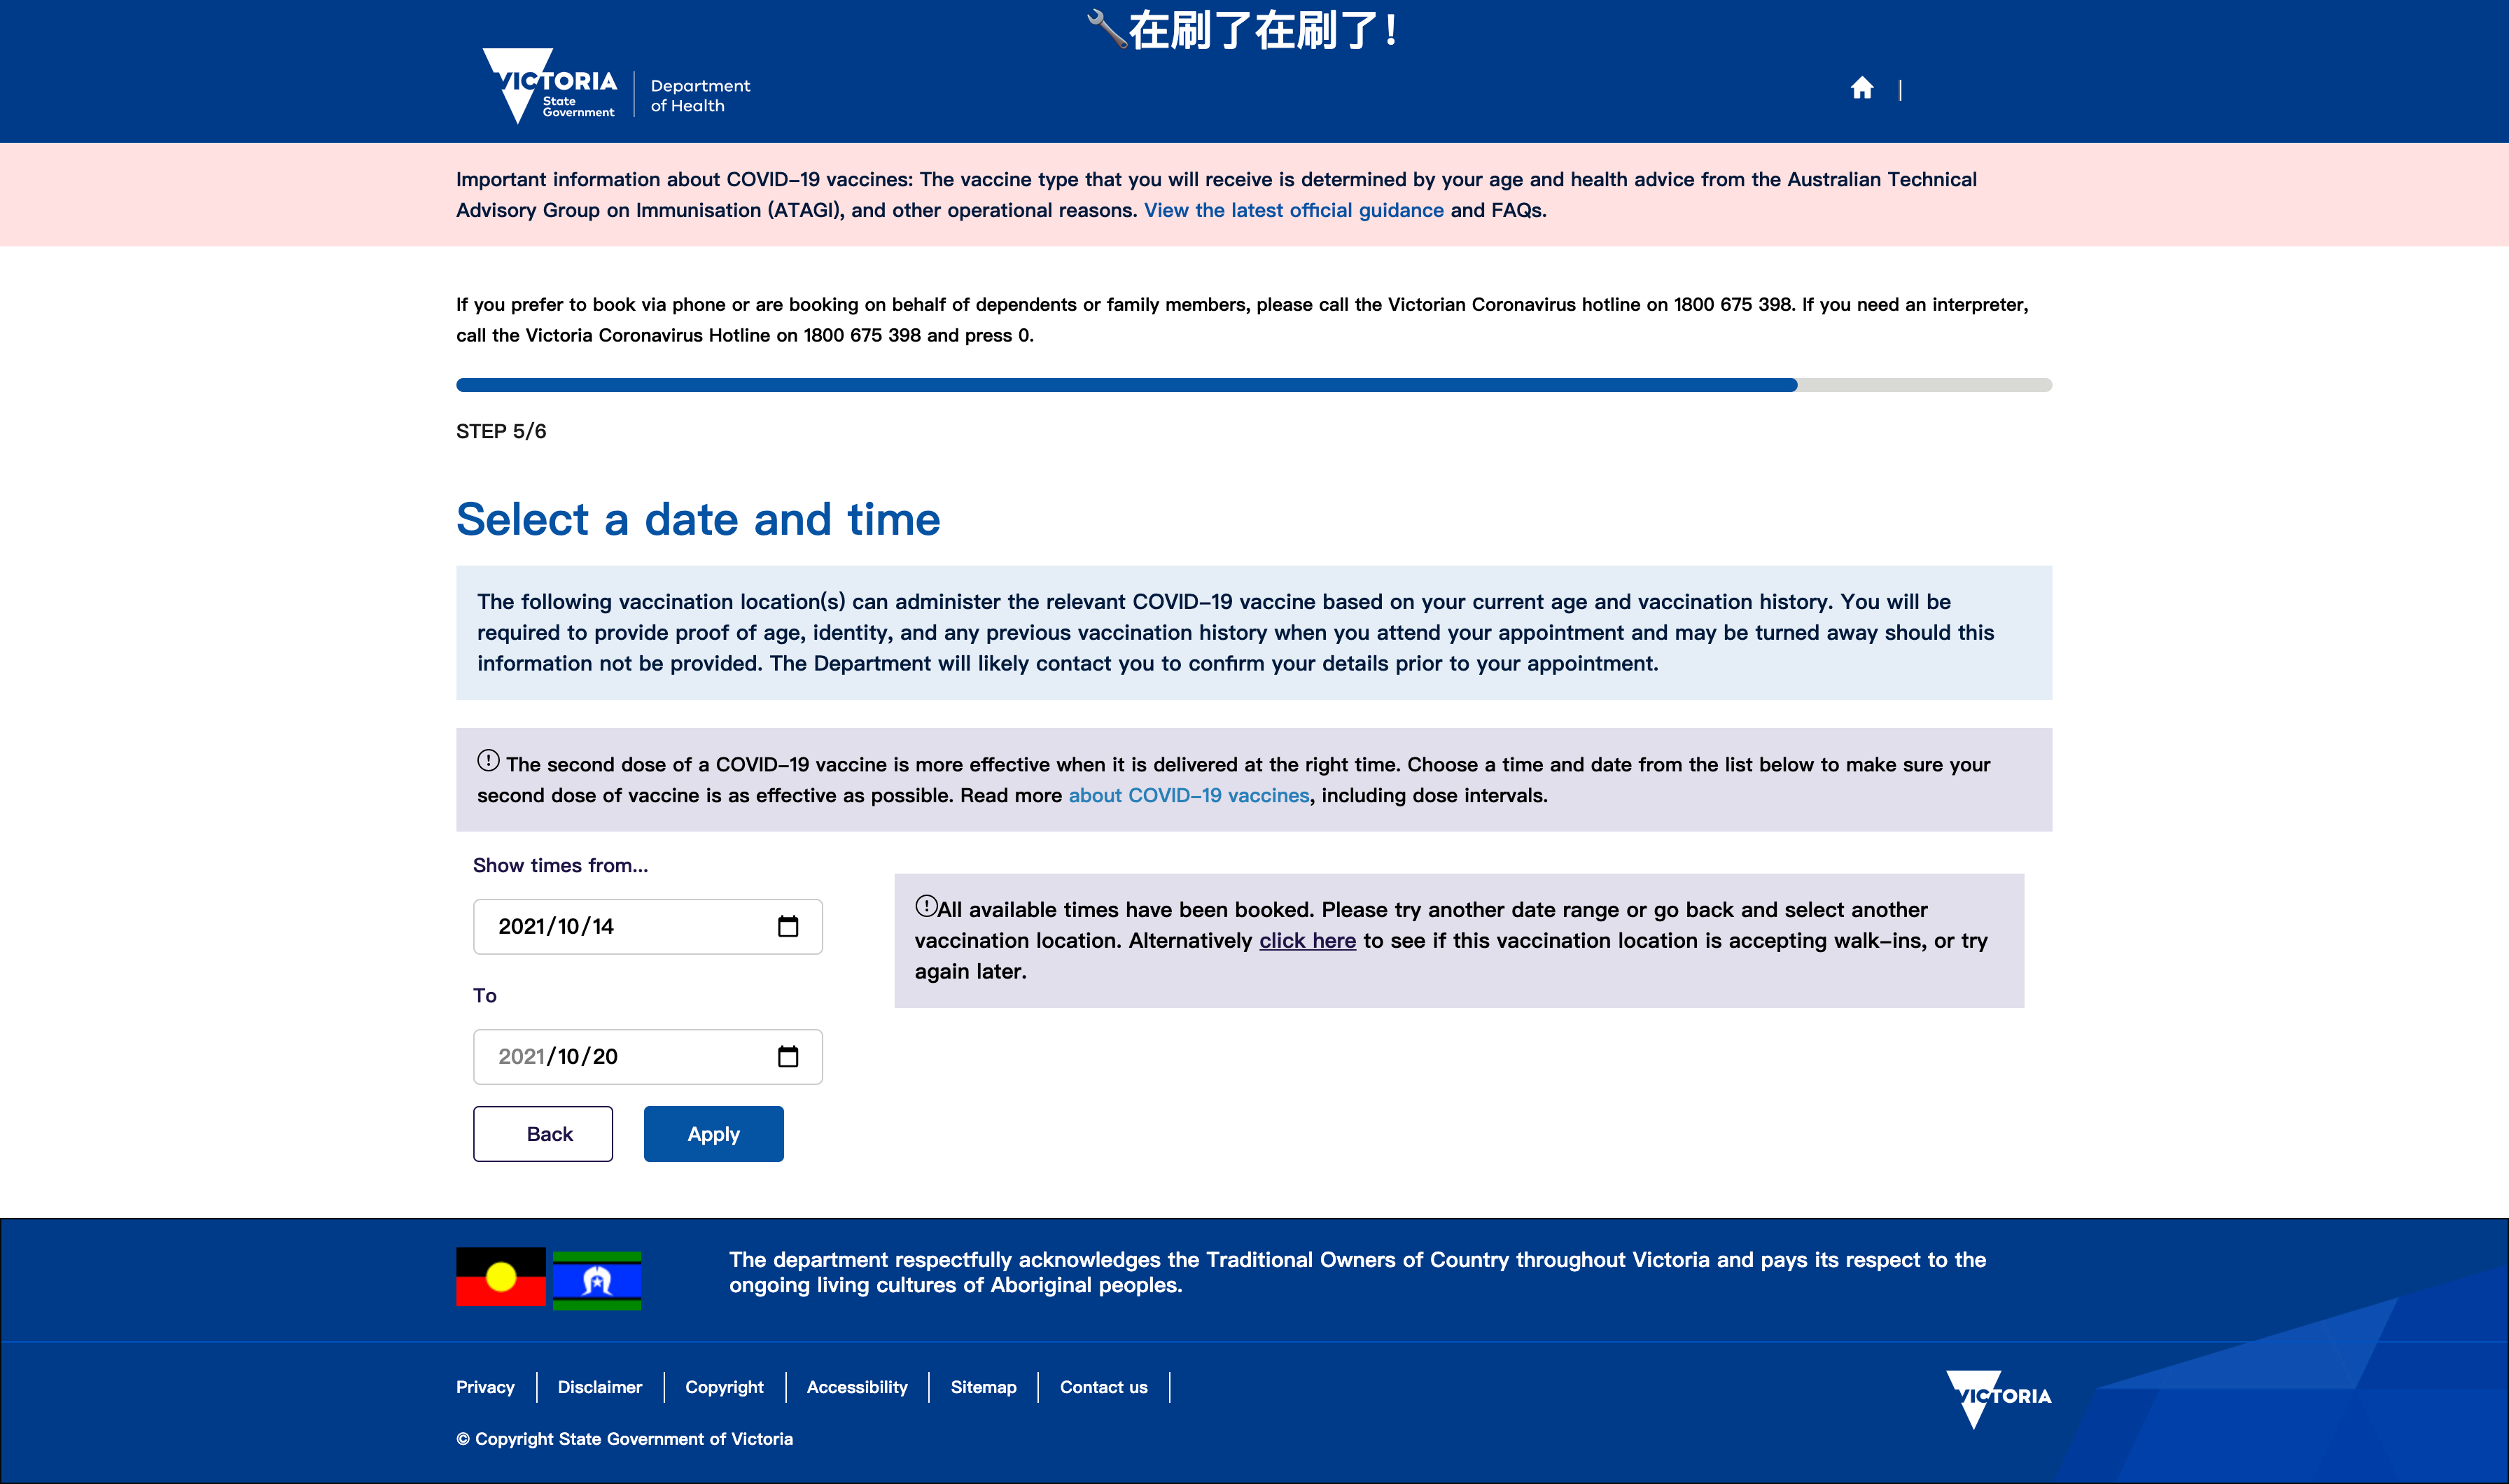 🔧在刷了在刷了!
VICTORIA
State
Government
Department
of Health
Important information about COVID-19 vaccines: The vaccine type that you will receive is determined by your age and health advice from the Australian Technical
Advisory Group on Immunisation (ATAGI), and other operational reasons. View the latest official guidance and FAQs.
If you prefer to book via phone or are booking on behalf of dependents or family members, please call the Victorian Coronavirus hotline on 1800 675 398. If you need an interpreter,
call the Victoria Coronavirus Hotline on 1800 675 398 and press 0.
STEP 5/6
Select a date and time
The following vaccination location(s) can administer the relevant COVID-19 vaccine based on your current age and vaccination history. You will be
required to provide proof of age, identity, and any previous vaccination history when you attend your appointment and may be turned away should this
information not be provided. The Department will likely contact you to confirm your details prior to your appointment.
The second dose of a COVID-19 vaccine is more effective when it is delivered at the right time. Choose a time and date from the list below to make sure your
second dose of vaccine is as effective as possible. Read more about COVID-19 vaccines, including dose intervals.
Show times from...
2021/10/14
To
2021/10/20
Back
Apply
All available times have been booked. Please try another date range or go back and select another
vaccination location. Alternatively click here to see if this vaccination location is accepting walk-ins, or try
again later.
The department respectfully acknowledges the Traditional Owners of Country throughout Victoria and pays its respect to the
ongoing living cultures of Aboriginal peoples.
Privacy | Disclaimer | Copyright | Accessibility | Sitemap | Contact us |
VICTORIA
© Copyright State Government of Victoria